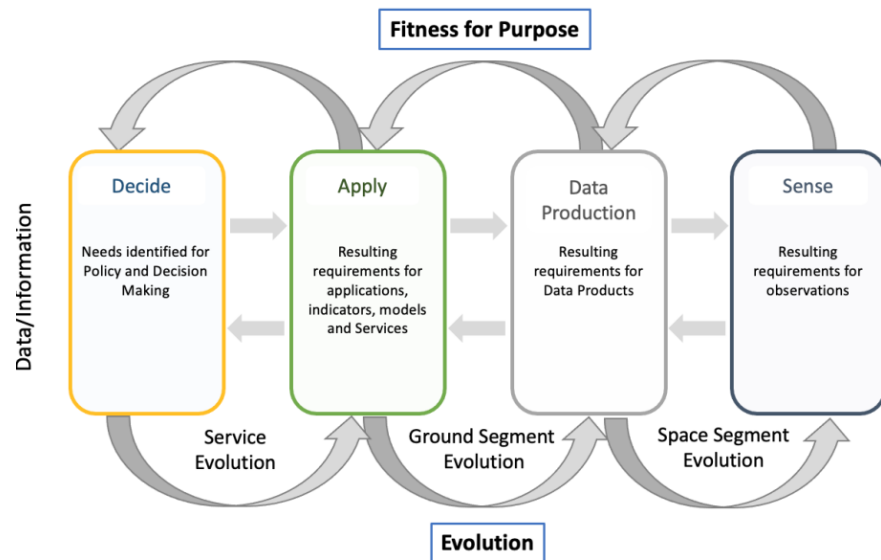 Fitness for Purpose
Data/Information
Decide
Needs identified for
Policy and Decision
Making
Apply
Resulting
requirements for
applications,
indicators, models
and Services
Data
Production
Resulting
requirements for
Data Products
Sense
Resulting
requirements for
observations
Service
Evolution
Ground Segment
Evolution
Space Segment
Evolution
Evolution